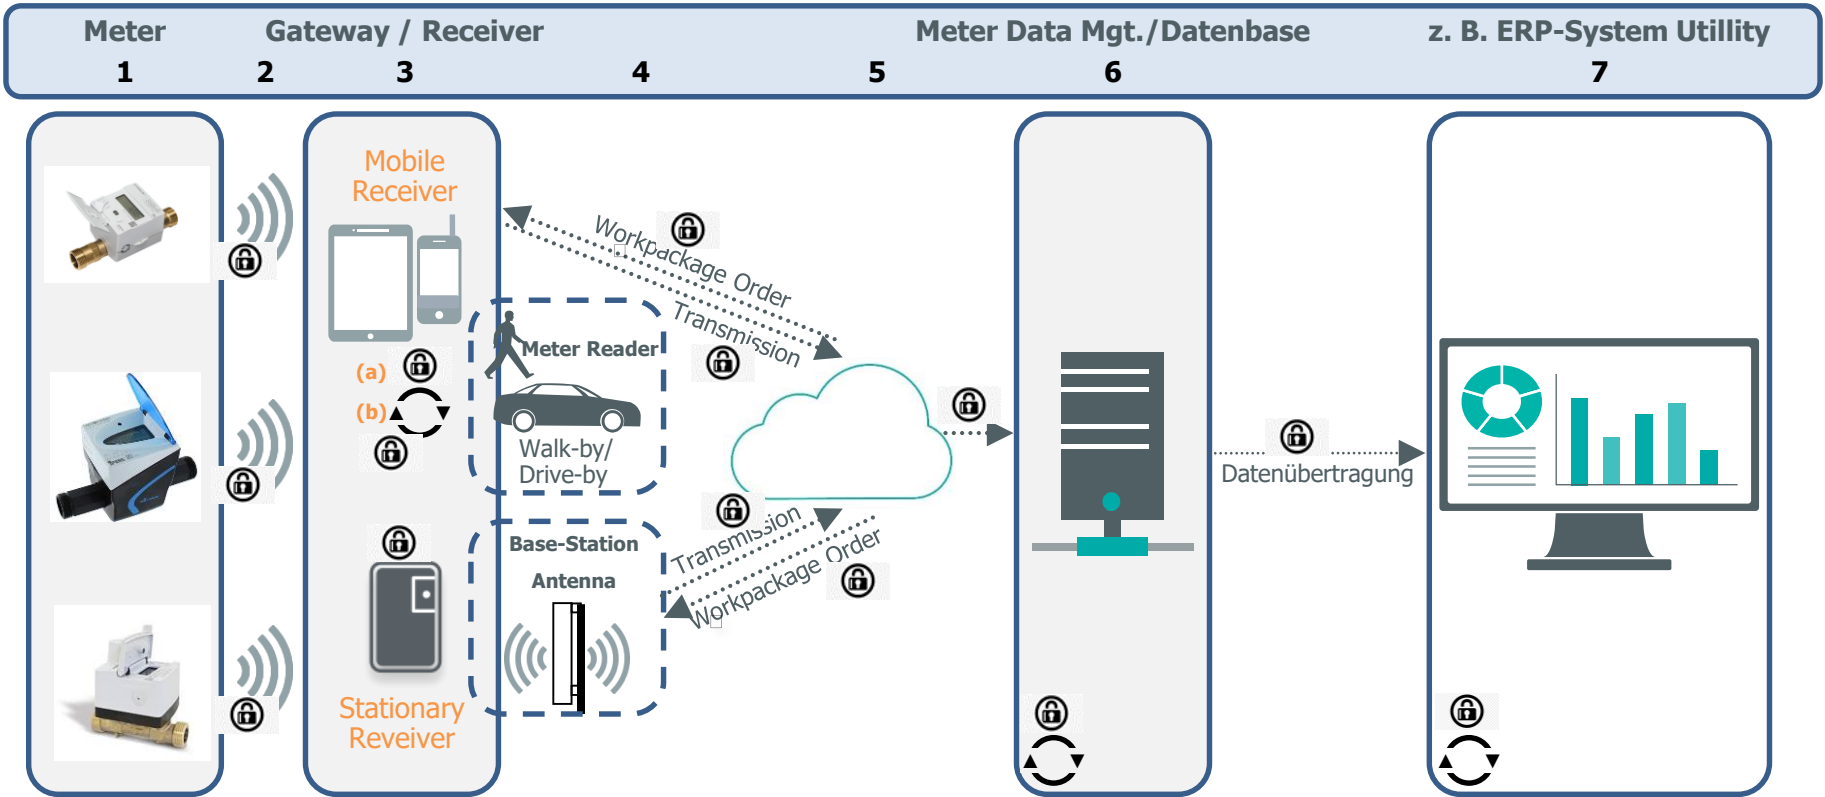 Meter
Gateway / Receiver
Meter Data Mgt./Datenbase
z. B. ERP-System Utillity
1
2
3
4
5
6
7
Mobile
Receiver
(a)
(b)
Stationary
Reveiver
Meter Reader
Walk-by/
Drive-by
Base-Station
Antenna
Workpackage Order
Transmission
Transmission
Workpackage Order
Datenübertragung